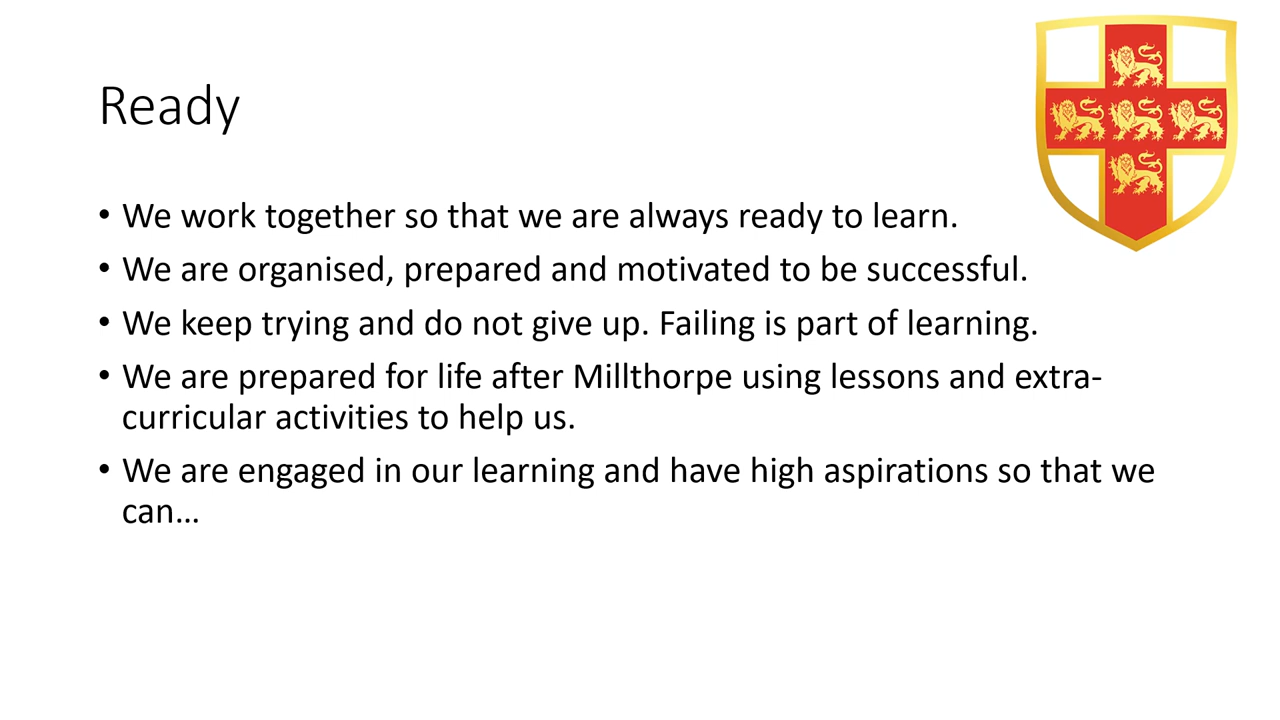 Ready
• We work together so that we are always ready to learn.
• We are organised, prepared and motivated to be successful.
• We keep trying and do not give up. Failing is part of learning.
• We are prepared for life after Millthorpe using lessons and extra-
curricular activities to help us.
• We are engaged in our learning and have high aspirations so that we
can…